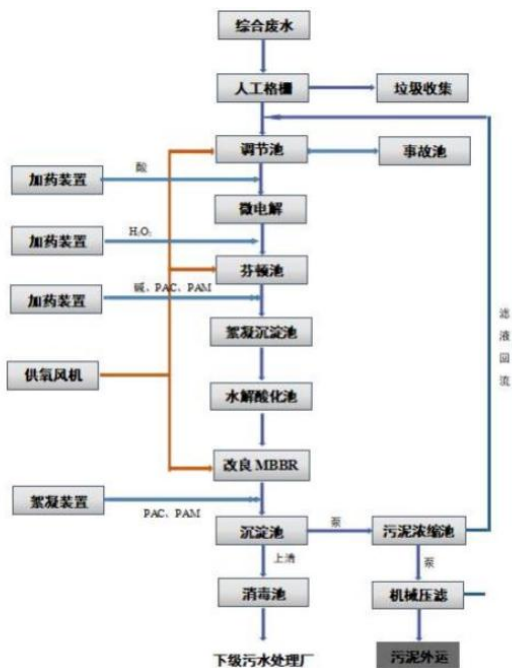 综合废水
人工格栅
垃圾收集
调节池
事故池
酸
加药装置
微电解
H₂O₂
加药装置
芬顿池
碱、PAC、PAM
加药装置
絮凝沉淀池
滤液回流
供氧风机
水解酸化池
改良MBBR
絮凝装置
PAC、PAM
沉淀池
泵
污泥浓缩池
上清
泵
消毒池
机械压滤
下级污水处理厂
污泥外运